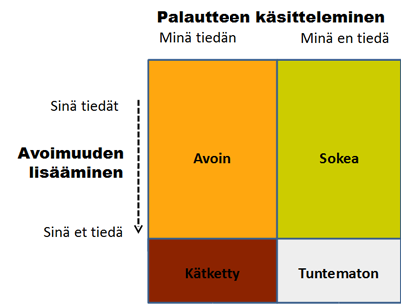 Palautteen käsitteleminen
Minä tiedän
Minä en tiedä
Sinä tiedät
Avoimuuden
lisääminen
Sinä et tiedä
Avoin
Sokea
Kätketty
Tuntematon